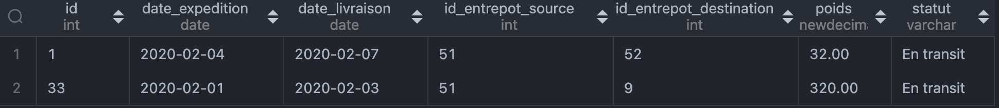 id date_expedition date_livraison id_entrepot_source id_entrepot_destination poids statut
int date date int int newdecima varchar
1 1 2020-02-04 2020-02-07 51 52 32.00 En transit
2 33 2020-02-01 2020-02-03 51 9 320.00 En transit